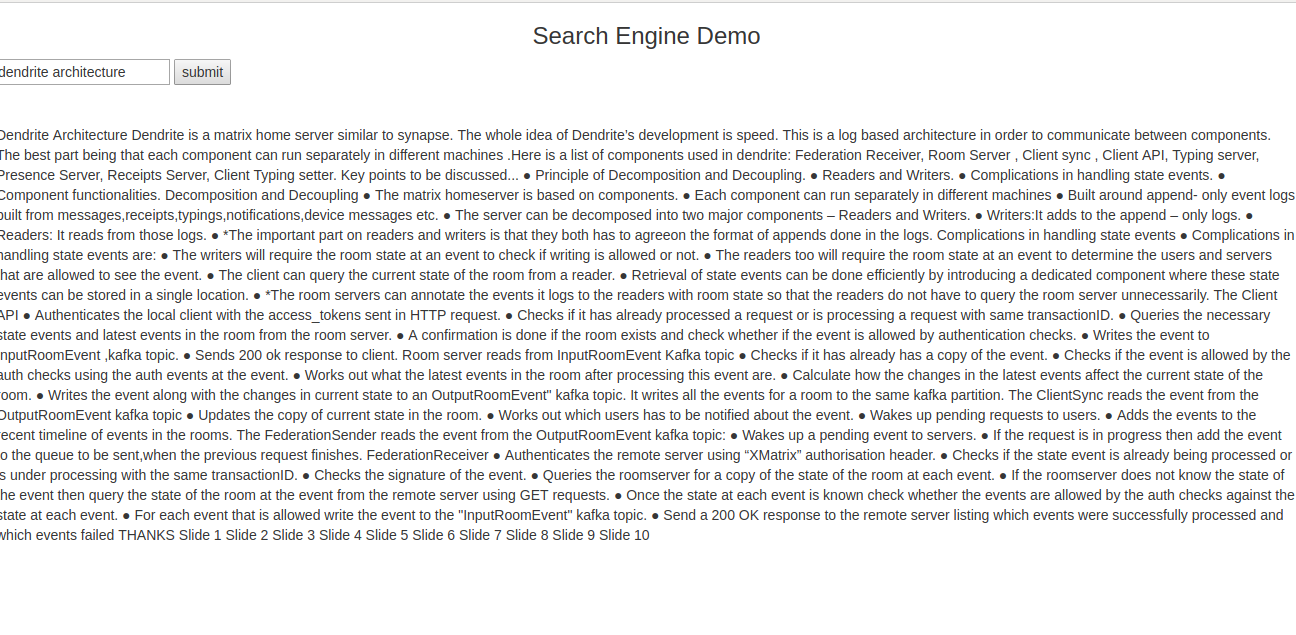 Search Engine Demo
dendrite architecture submit
Dendrite Architecture Dendrite is a matrix home server similar to synapse. The whole idea of Dendrite’s development is speed. This is a log based architecture in order to communicate between components.
The best part being that each component can run separately in different machines .Here is a list of components used in dendrite: Federation Receiver, Room Server , Client sync , Client API, Typing server,
Presence Server, Receipts Server, Client Typing setter. Key points to be discussed... ● Principle of Decomposition and Decoupling. ● Readers and Writers. ● Complications in handling state events. ●
Component functionalities. Decomposition and Decoupling ● The matrix homeserver is based on components. ● Each component can run separately in different machines ● Built around append- only event logs
built from messages,receipts,typings,notifications,device messages etc. ● The server can be decomposed into two major components – Readers and Writers. ● Writers:It adds to the append – only logs. ●
Readers: It reads from those logs. ● *The important part on readers and writers is that they both has to agreeon the format of appends done in the logs. Complications in handling state events ● Complications in
handling state events are: ● The writers will require the room state at an event to check if writing is allowed or not. ● The readers too will require the room state at an event to determine the users and servers
that are allowed to see the event. ● The client can query the current state of the room from a reader. ● Retrieval of state events can be done efficiently by introducing a dedicated component where these state
events can be stored in a single location. ● *The room servers can annotate the events it logs to the readers with room state so that the readers do not have to query the room server unnecessarily. The Client
API ● Authenticates the local client with the access_tokens sent in HTTP request. ● Checks if it has already processed a request or is processing a request with same transactionID. ● Queries the necessary
state events and latest events in the room from the room server. ● A confirmation is done if the room exists and check whether if the event is allowed by authentication checks. ● Writes the event to
InputRoomEvent ,kafka topic. ● Sends 200 ok response to client. Room server reads from InputRoomEvent Kafka topic ● Checks if it has already has a copy of the event. ● Checks if the event is allowed by the
auth checks using the auth events at the event. ● Works out what the latest events in the room after processing this event are. ● Calculate how the changes in the latest events affect the current state of the
room. ● Writes the event along with the changes in current state to an OutputRoomEvent" kafka topic. It writes all the events for a room to the same kafka partition. The ClientSync reads the event from the
OutputRoomEvent kafka topic ● Updates the copy of current state in the room. ● Works out which users has to be notified about the event. ● Wakes up pending requests to users. ● Adds the events to the
recent timeline of events in the rooms. The FederationSender reads the event from the OutputRoomEvent kafka topic: ● Wakes up a pending event to servers. ● If the request is in progress then add the event
to the queue to be sent,when the previous request finishes. FederationReceiver ● Authenticates the remote server using “XMatrix” authorisation header. ● Checks if the state event is already being processed or
is under processing with the same transactionID. ● Checks the signature of the event. ● Queries the roomserver for a copy of the state of the room at each event. ● If the roomserver does not know the state of
the event then query the state of the room at the event from the remote server using GET requests. ● Once the state at each event is known check whether the events are allowed by the auth checks against the
state at each event. ● For each event that is allowed write the event to the "InputRoomEvent" kafka topic. ● Send a 200 OK response to the remote server listing which events were successfully processed and
which events failed THANKS Slide 1 Slide 2 Slide 3 Slide 4 Slide 5 Slide 6 Slide 7 Slide 8 Slide 9 Slide 10